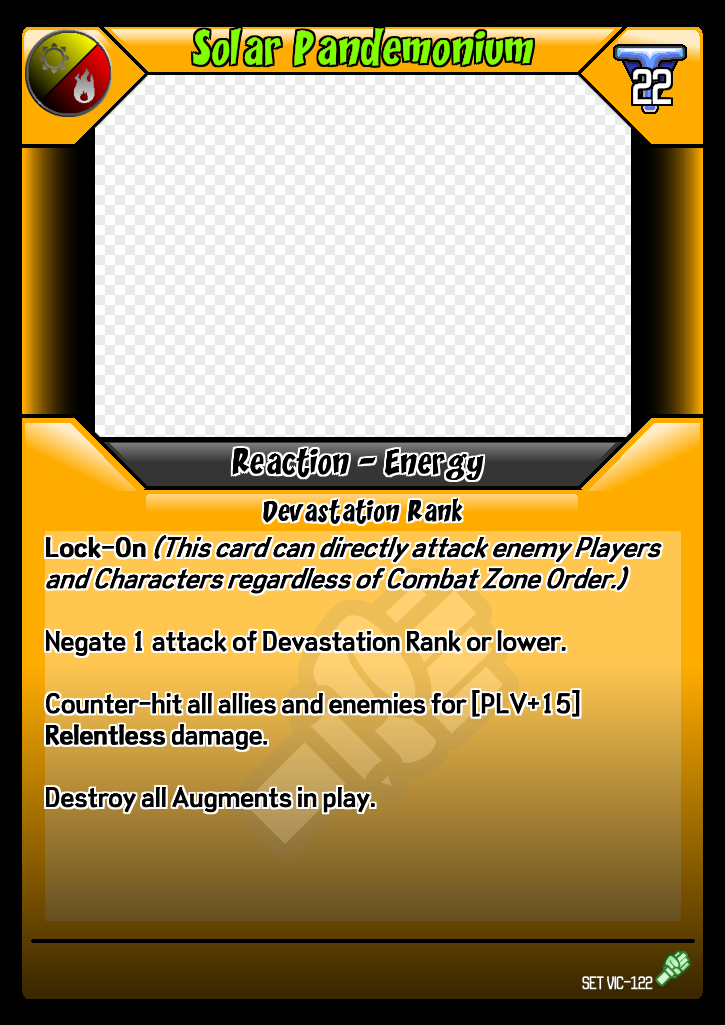 Solar Pandemonium
22
Reaction - Energy
Devastation Rank
Lock-On (This card can directly attack enemy Players
and Characters regardless of Combat Zone Order.)
Negate 1 attack of Devastation Rank or lower.
Counter-hit all allies and enemies for [PLV+15]
Relentless damage.
Destroy all Augments in play.
SET VIC-122